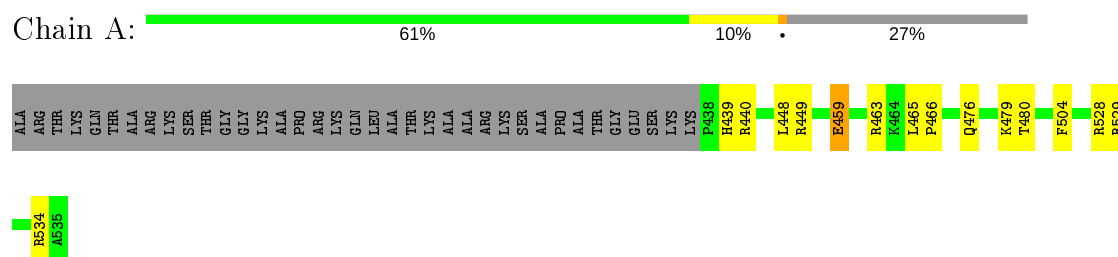 Chain A:
61% 10% • 27%
ALA ARG THR LYS GLN THR ALA ARG LYS SER THR GLY GLY LYS ALA PRO ARG LYS GLN LEU ALA THR LYS ALA ALA ARG LYS SER ALA PRO ALA THR GLY GLU SER LYS LYS P438 H439 R440 L448 R449 E459 R463 K464 L465 P466 Q476 K479 T480 F504 R528 R529
R534 A535